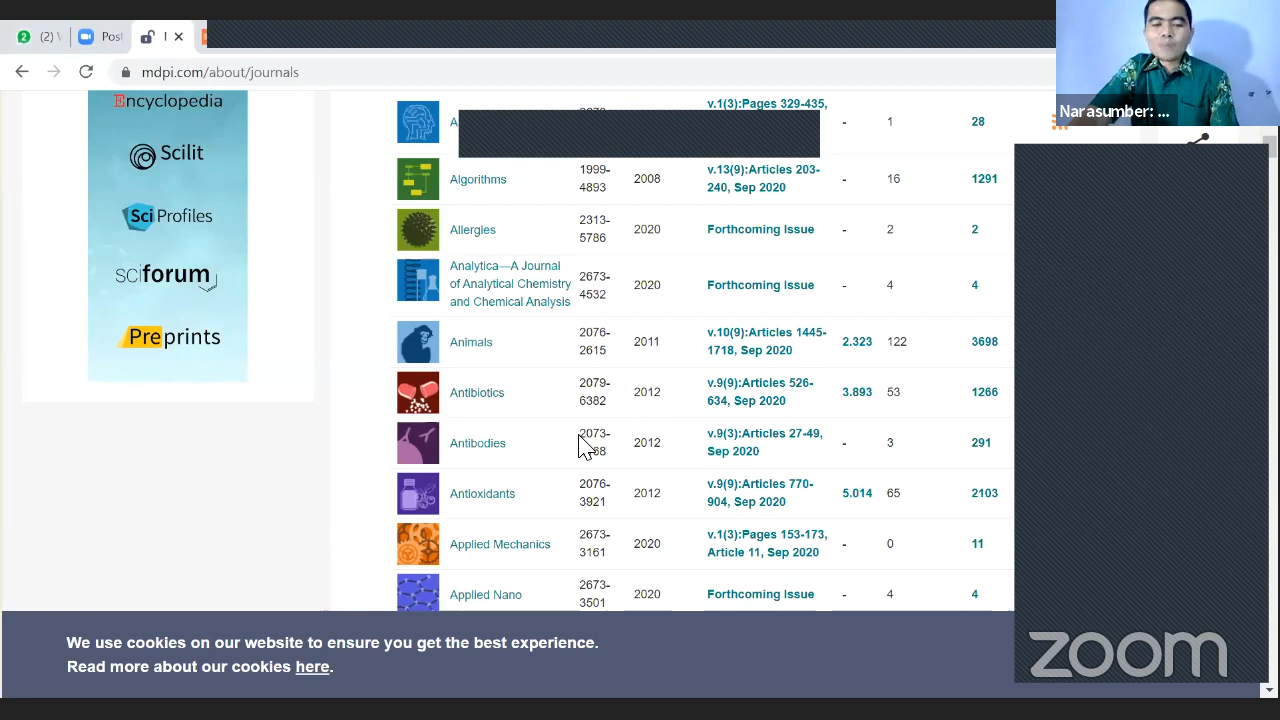 (2)
Post
mdpi.com/about/journals
Narasumber: ...
Encyclopedia
Scilit
Sci Profiles
sciforum
Preprints
v.1(3):Pages 329-435,
- 1 28
Algorithms 1999-4893 2008 v.13(9):Articles 203-240, Sep 2020 - 16 1291
Allergies 2313-5786 2020 Forthcoming Issue - 2 2
Analytica—A Journal of Analytical Chemistry and Chemical Analysis 2673-4532 2020 Forthcoming Issue - 4 4
Animals 2076-2615 2011 v.10(9):Articles 1445-1718, Sep 2020 2.323 122 3698
Antibiotics 2079-6382 2012 v.9(9):Articles 526-634, Sep 2020 3.893 53 1266
Antibodies 2073- 2012 v.9(3):Articles 27-49, Sep 2020 - 3 291
Antioxidants 2076-3921 2012 v.9(9):Articles 770-904, Sep 2020 5.014 65 2103
Applied Mechanics 2673-3161 2020 v.1(3):Pages 153-173, Article 11, Sep 2020 - 0 11
Applied Nano 2673-3501 2020 Forthcoming Issue - 4 4
We use cookies on our website to ensure you get the best experience.
Read more about our cookies here.
zoom